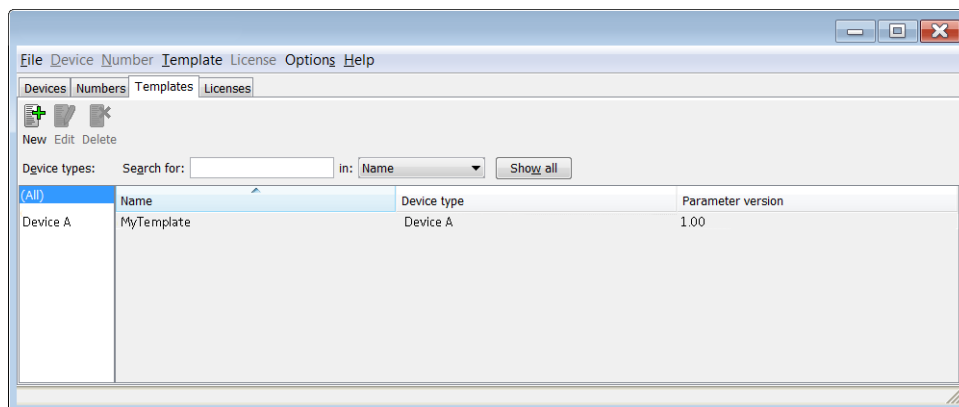 File Device Number Template License Options Help
Devices Numbers Templates Licenses
New Edit Delete
Device types: Search for: in: Name Show all
(All) Name Device type Parameter version
Device A MyTemplate Device A 1.00